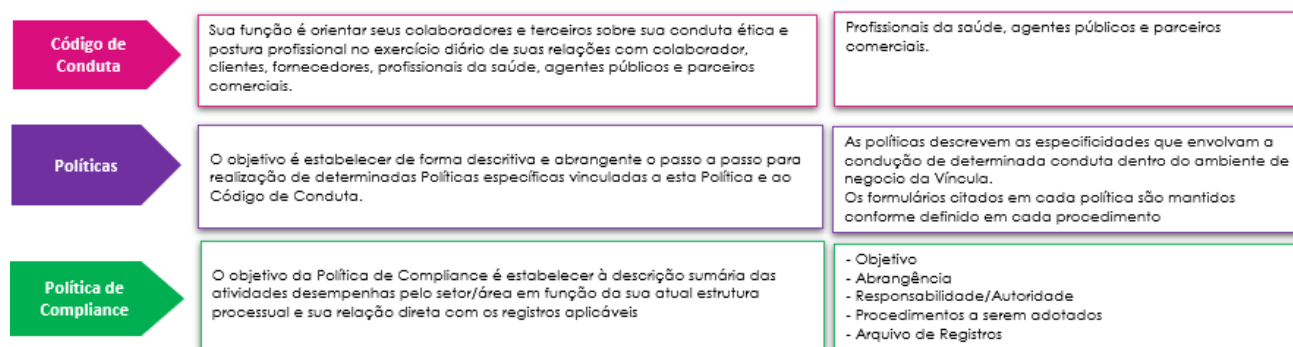 Código de
Conduta
Sua função é orientar seus colaboradores e terceiros sobre sua conduta ética e
postura profissional no exercício diário de suas relações com colaborador,
clientes, fornecedores, profissionais da saúde, agentes públicos e parceiros
comerciais.
Profissionais da saúde, agentes públicos e parceiros
comerciais.
Políticas
O objetivo é estabelecer de forma descritiva e abrangente o passo a passo para
realização de determinadas Políticas específicas vinculadas a esta Política e ao
Código de Conduta.
As políticas descrevem as especificidades que envolvam a
condução de determinada conduta dentro do ambiente de
negocio da Víncula.
Os formulários citados em cada política são mantidos
conforme definido em cada procedimento
Política de
Compliance
O objetivo da Política de Compliance é estabelecer à descrição sumária das
atividades desempenhas pelo setor/área em função da sua atual estrutura
processual e sua relação direta com os registros aplicáveis
- Objetivo
- Abrangência
- Responsabilidade/Autoridade
- Procedimentos a serem adotados
- Arquivo de Registros